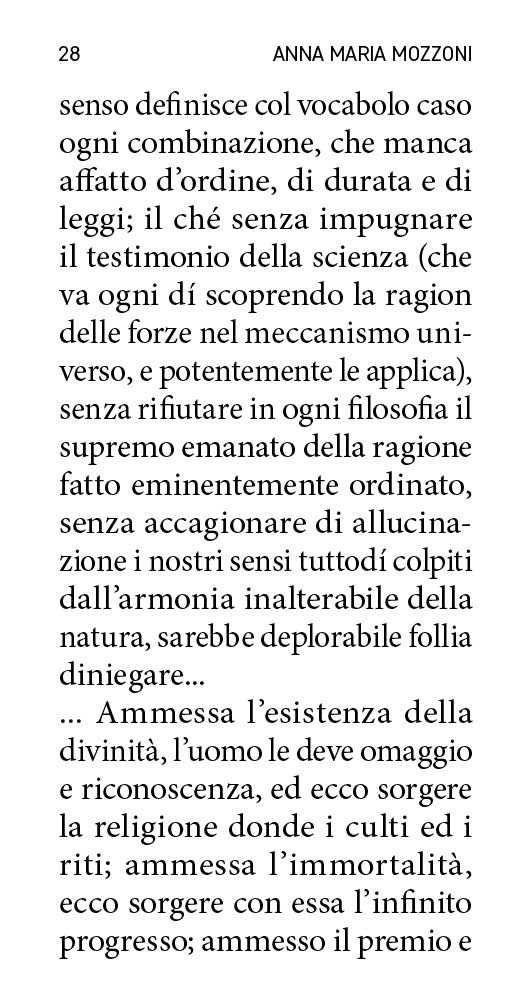 28 ANNA MARIA MOZZONI
senso definisce col vocabolo caso
ogni combinazione, che manca
affatto d’ordine, di durata e di
leggi; il ché senza impugnare
il testimonio della scienza (che
va ogni dí scoprendo la ragion
delle forze nel meccanismo uni-
verso, e potentemente le applica),
senza rifiutare in ogni filosofia il
supremo emanato della ragione
fatto eminentemente ordinato,
senza accagionare di allucina-
zione i nostri sensi tuttodí colpiti
dall’armonia inalterabile della
natura, sarebbe deplorabile follia
diniegare...
... Ammessa l’esistenza della
divinità, l’uomo le deve omaggio
e riconoscenza, ed ecco sorgere
la religione donde i culti ed i
riti; ammessa l’immortalità,
ecco sorgere con essa l’infinito
progresso; ammesso il premio e